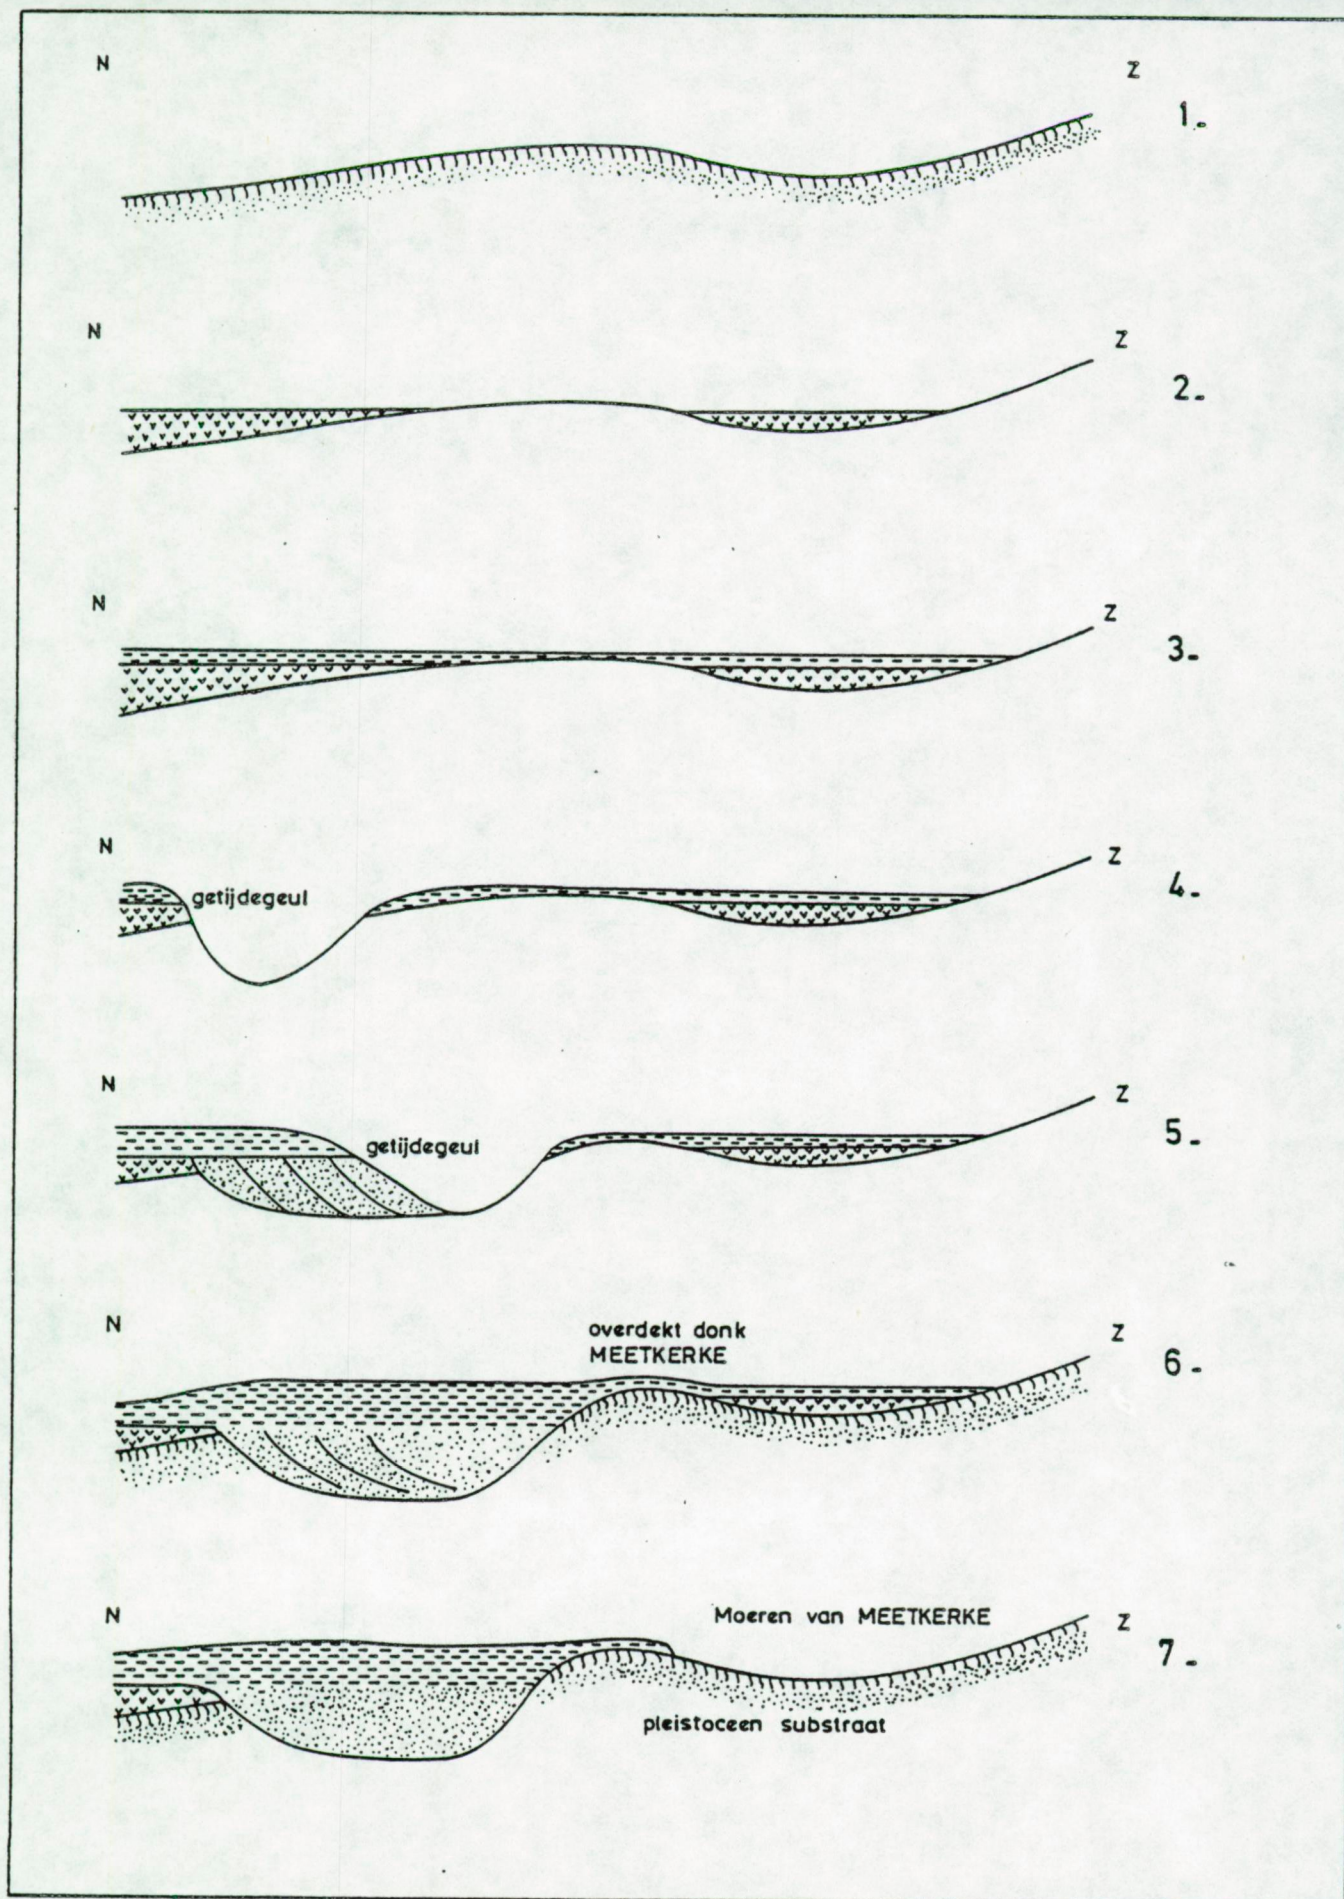 N
Z
1.
N
Z
2.
N
Z
3.
N
Z
getijdegeul
4.
N
Z
getijdegeul
5.
N
overdekt donk
MEETKERKE
Z
6.
N
Moeren van MEETKERKE
Z
7.
pleistoceen substraat